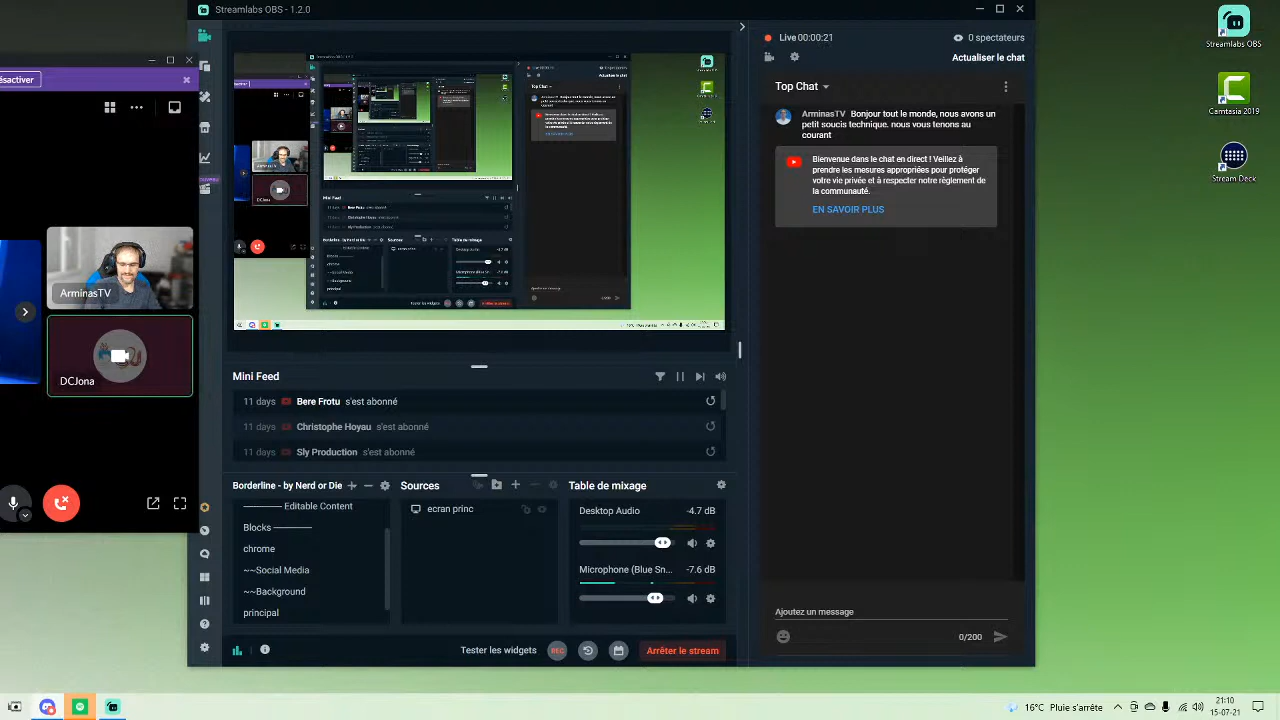 Streamlabs OBS - 1.2.0
Streamlabs OBS
Camtasia 2019
Stream Deck
ésactiver
ArminasTV
DCJona
Live 00:00:21
0 spectateurs
Actualiser le chat
Top Chat
ArminasTV Bonjour tout le monde, nous avons un
petit soucis technique. nous vous tenons au
courant
Bienvenue dans le chat en direct ! Veillez à
prendre les mesures appropriées pour protéger
votre vie privée et à respecter notre règlement de
la communauté.
EN SAVOIR PLUS
Mini Feed
11 days Bere Frotu s'est abonné
11 days Christophe Hoyau s'est abonné
11 days Sly Production s'est abonné
Borderline - by Nerd or Die
Editable Content
Blocks
chrome
~~Social Media
~~Background
principal
Sources
ecran princ
Table de mixage
Desktop Audio -4.7 dB
Microphone (Blue Sn... -7.6 dB
Ajoutez un message
0/200
Tester les widgets
REC
Arrêter le stream
16°C Pluie s'arrête
21:10
15-07-21